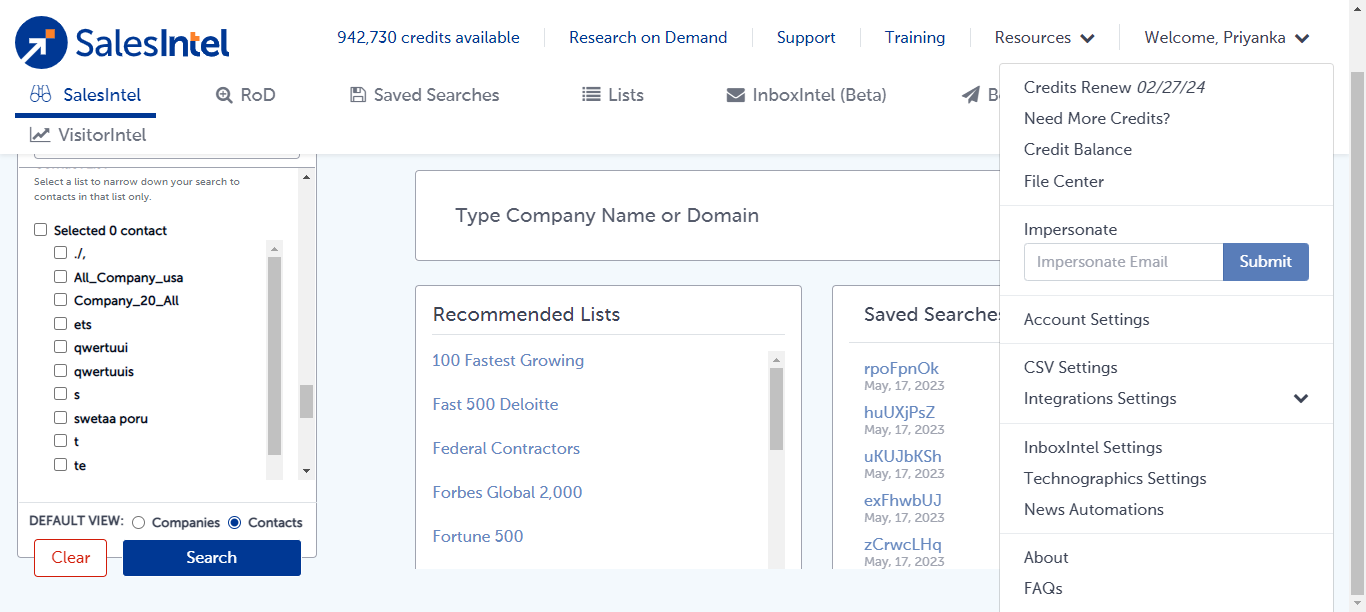 SalesIntel
942,730 credits available
Research on Demand
Support
Training
Resources
Welcome, Priyanka
SalesIntel
RoD
Saved Searches
Lists
InboxIntel (Beta)
VisitorIntel
Select a list to narrow down your search to
contacts in that list only.
Selected 0 contact
./,
All_Company_usa
Company_20_All
ets
qwertuui
qwertuuis
s
swetaa poru
t
te
DEFAULT VIEW:
Companies
Contacts
Clear
Search
Type Company Name or Domain
Recommended Lists
100 Fastest Growing
Fast 500 Deloitte
Federal Contractors
Forbes Global 2,000
Fortune 500
Saved Searches
rpoFpnOk
May, 17, 2023
huUXjPsZ
May, 17, 2023
uKUJbKSh
May, 17, 2023
exFhwbUJ
May, 17, 2023
zCrwcLHq
May, 17, 2023
Credits Renew 02/27/24
Need More Credits?
Credit Balance
File Center
Impersonate
Impersonate Email
Submit
Account Settings
CSV Settings
Integrations Settings
InboxIntel Settings
Technographics Settings
News Automations
About
FAQs